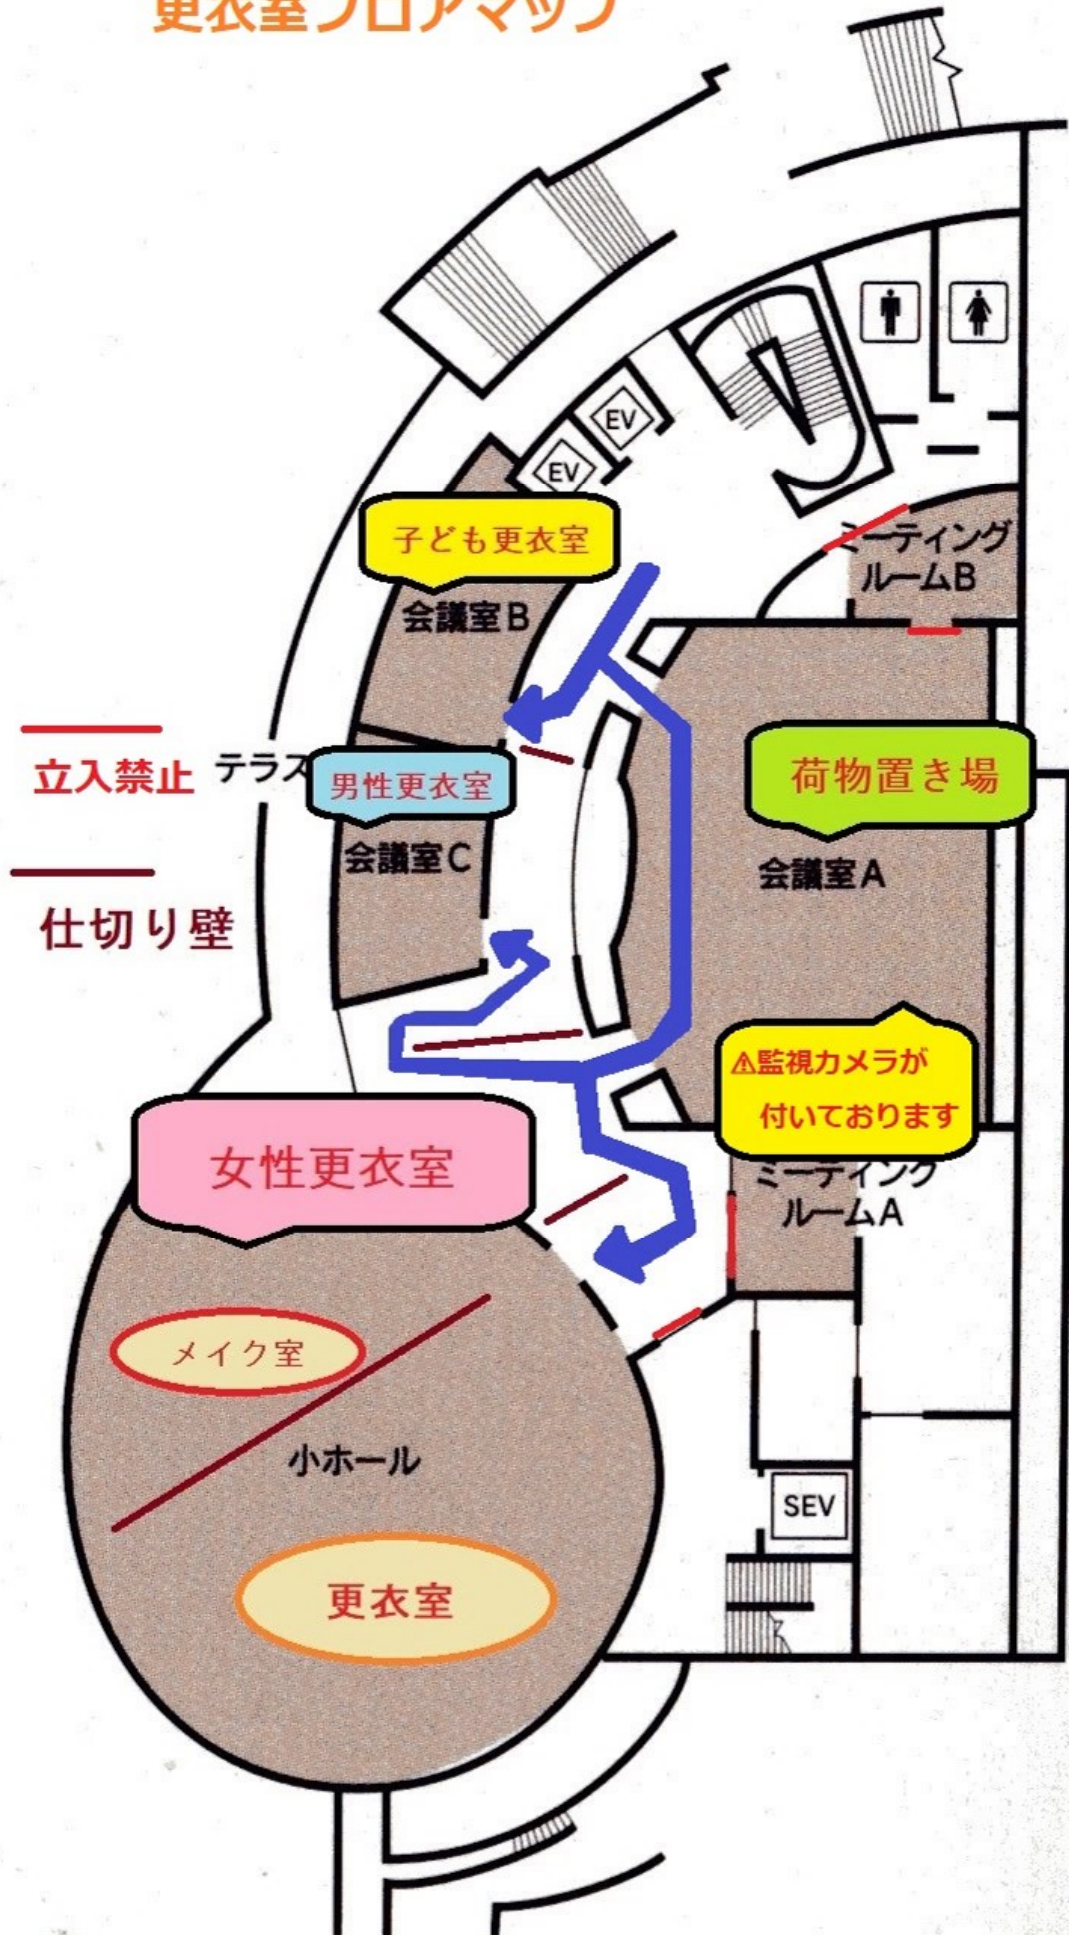 更衣室フロアマップ
EV
EV
子ども更衣室
会議室B
ミーティング
ルームB
立入禁止
テラス
男性更衣室
荷物置き場
会議室C
会議室A
仕切り壁
⚠監視カメラが
付いております
女性更衣室
ミーティング
ルームA
メイク室
小ホール
SEV
更衣室